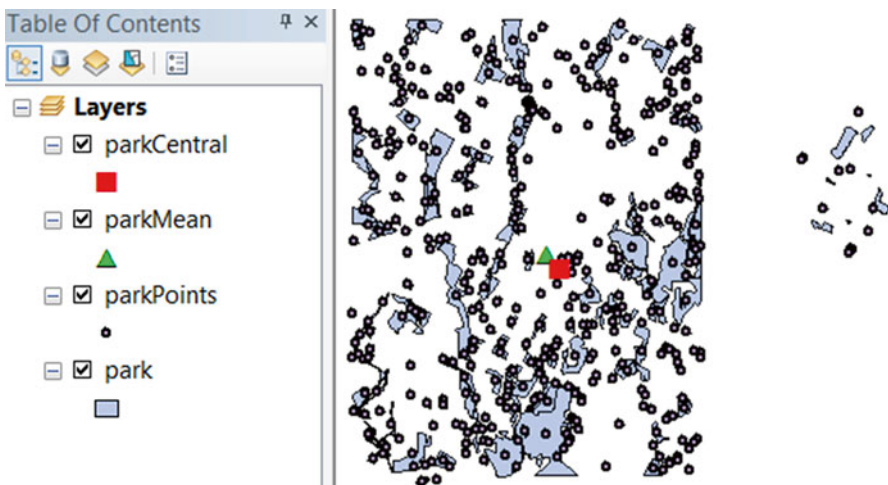 Table Of Contents
Layers
parkCentral
parkMean
parkPoints
park